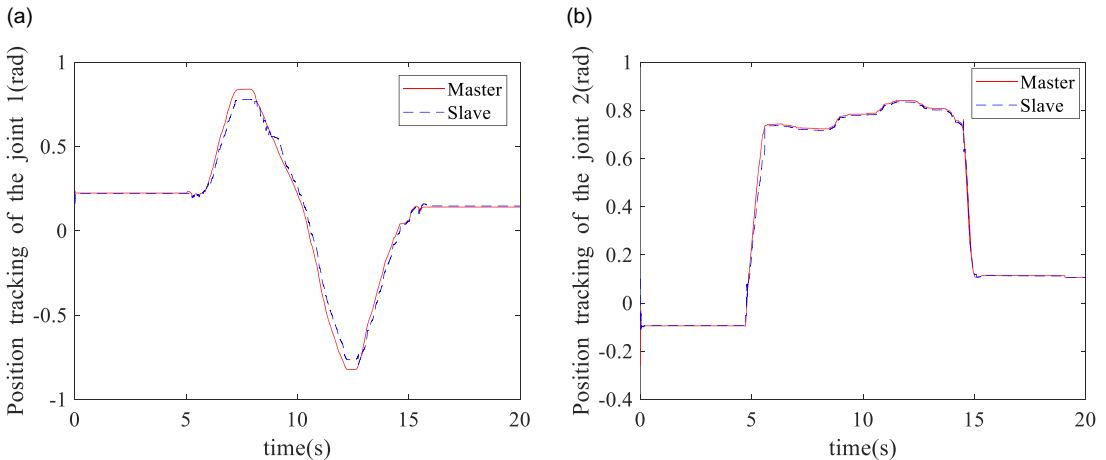 (a)
Position tracking of the joint 1(rad)
1
0.5
0
-0.5
-1
0
5
10
15
20
time(s)
Master
Slave
(b)
Position tracking of the joint 2(rad)
1
0.8
0.6
0.4
0.2
0
-0.2
-0.4
0
5
10
15
20
time(s)
Master
Slave